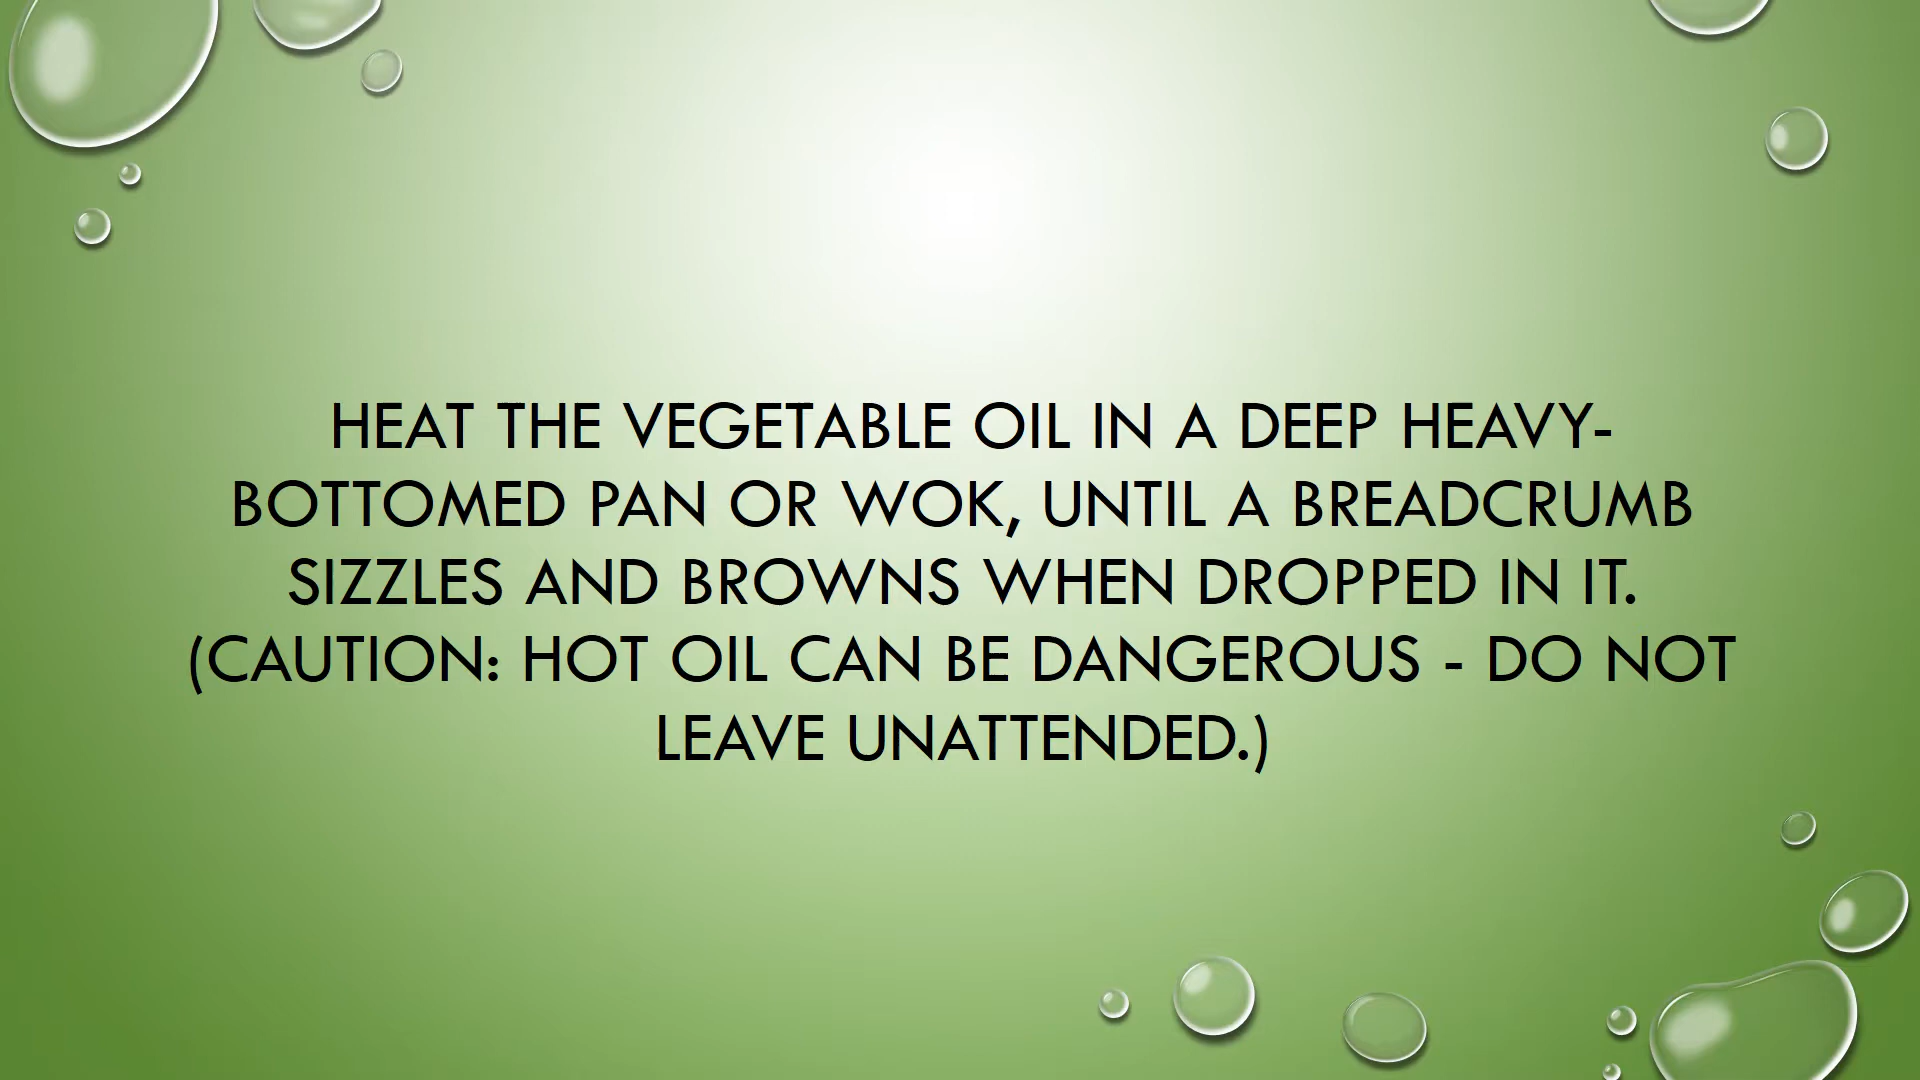 HEAT THE VEGETABLE OIL IN A DEEP HEAVY-
BOTTOMED PAN OR WOK, UNTIL A BREADCRUMB
SIZZLES AND BROWNS WHEN DROPPED IN IT.
(CAUTION: HOT OIL CAN BE DANGEROUS - DO NOT
LEAVE UNATTENDED.)